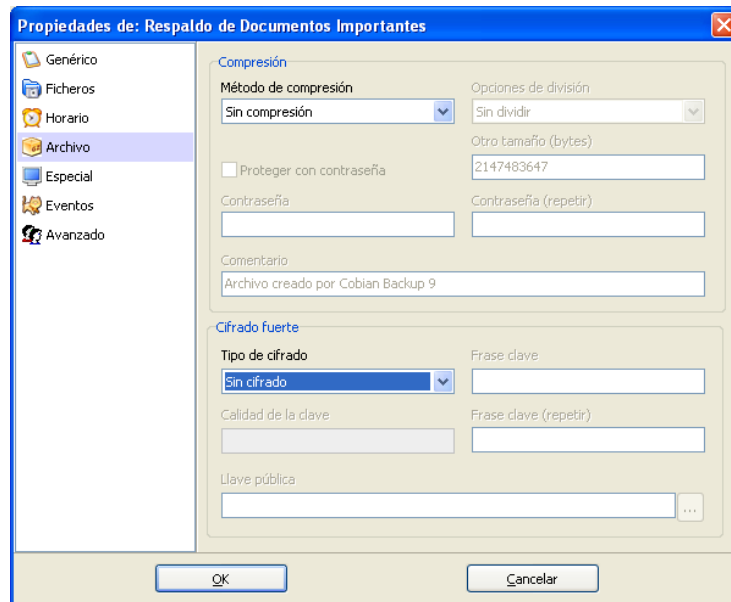 Propiedades de: Respaldo de Documentos Importantes
Genérico
Ficheros
Horario
Archivo
Especial
Eventos
Avanzado
Compresión
Método de compresión
Opciones de división
Sin compresión
Sin dividir
Otro tamaño (bytes)
Proteger con contraseña
2147483647
Contraseña
Contraseña (repetir)
Comentario
Archivo creado por Cobian Backup 9
Cifrado fuerte
Tipo de cifrado
Frase clave
Sin cifrado
Calidad de la clave
Frase clave (repetir)
Llave pública
...
OK
Cancelar